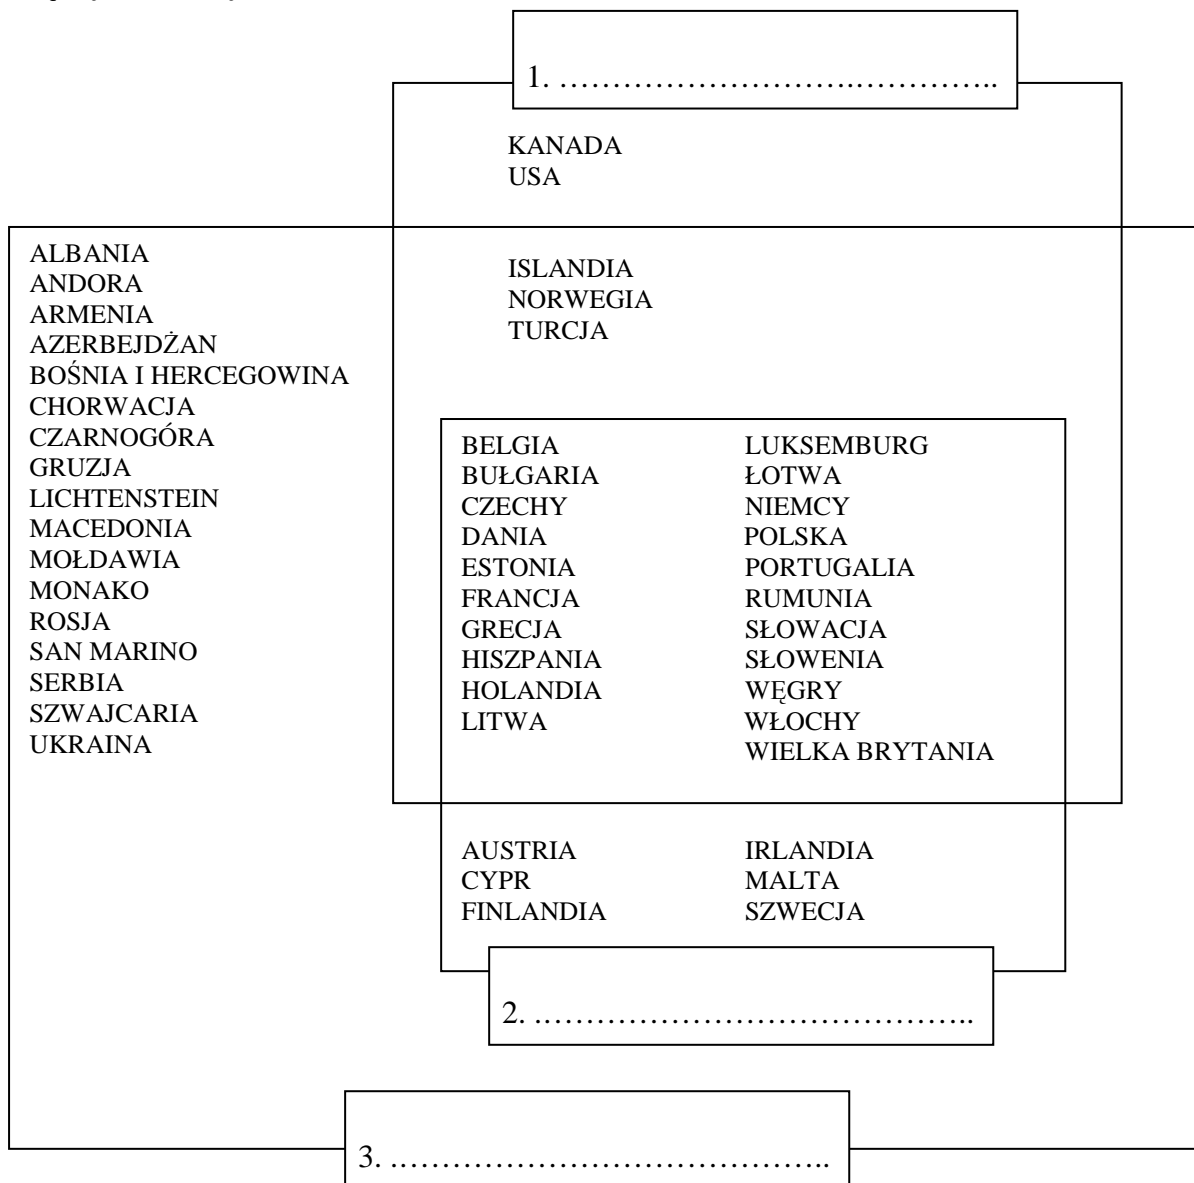 1. ……………………….…………..
KANADA
USA
ALBANIA
ANDORA
ARMENIA
AZERBEJDŻAN
BOŚNIA I HERCEGOWINA
CHORWACJA
CZARNOGÓRA
GRUZJA
LICHTENSTEIN
MACEDONIA
MOŁDAWIA
MONAKO
ROSJA
SAN MARINO
SERBIA
SZWAJCARIA
UKRAINA
ISLANDIA
NORWEGIA
TURCJA
BELGIA
BUŁGARIA
CZECHY
DANIA
ESTONIA
FRANCJA
GRECJA
HISZPANIA
HOLANDIA
LITWA
LUKSEMBURG
ŁOTWA
NIEMCY
POLSKA
PORTUGALIA
RUMUNIA
SŁOWACJA
SŁOWENIA
WĘGRY
WŁOCHY
WIELKA BRYTANIA
AUSTRIA
CYPR
FINLANDIA
IRLANDIA
MALTA
SZWECJA
2. ……………………………………..
3. ……………………………………..